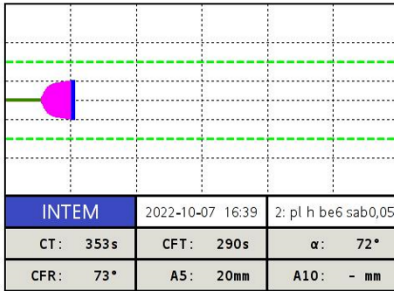 INTEM 2022-10-07 16:39 2: pl h be6 sab0,05
CT: 353s CFT: 290s α: 72°
CFR: 73° A5: 20mm A10: - mm